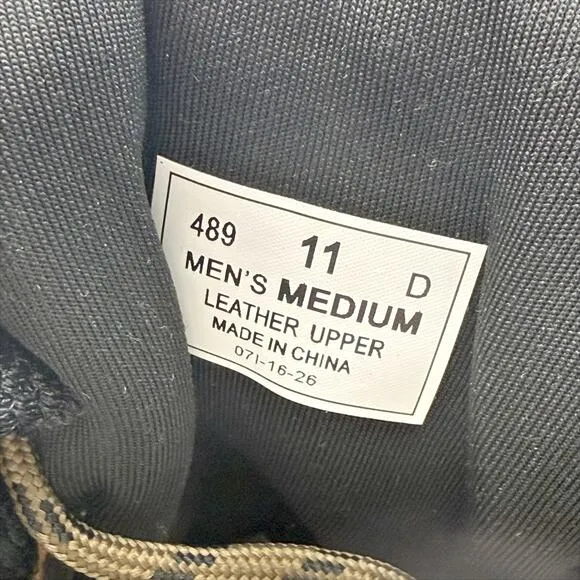 489 11 D
MEN'S MEDIUM
LEATHER UPPER
MADE IN CHINA
07I-16-26